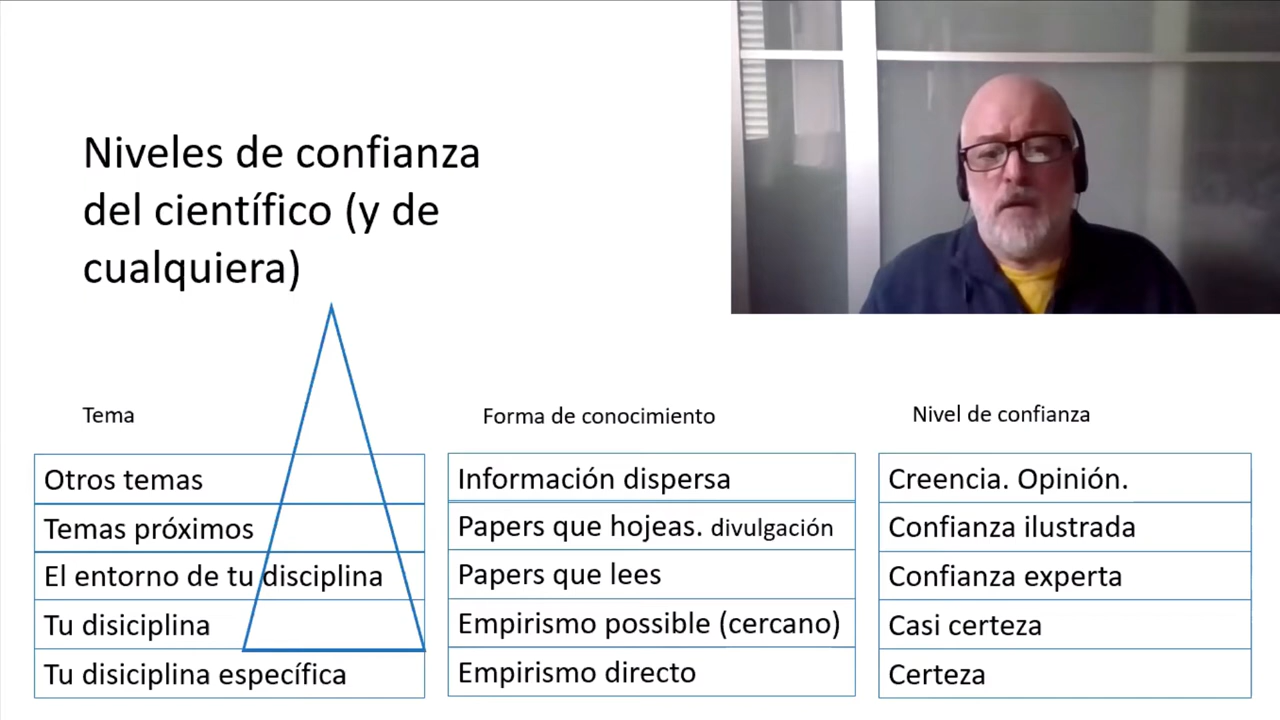 Niveles de confianza
del científico (y de
cualquiera)
Tema
Forma de conocimiento
Nivel de confianza
Otros temas
Información dispersa
Creencia. Opinión.
Temas próximos
Papers que hojeas. divulgación
Confianza ilustrada
El entorno de tu disciplina
Papers que lees
Confianza experta
Tu disiciplina
Empirismo possible (cercano)
Casi certeza
Tu disiciplina específica
Empirismo directo
Certeza